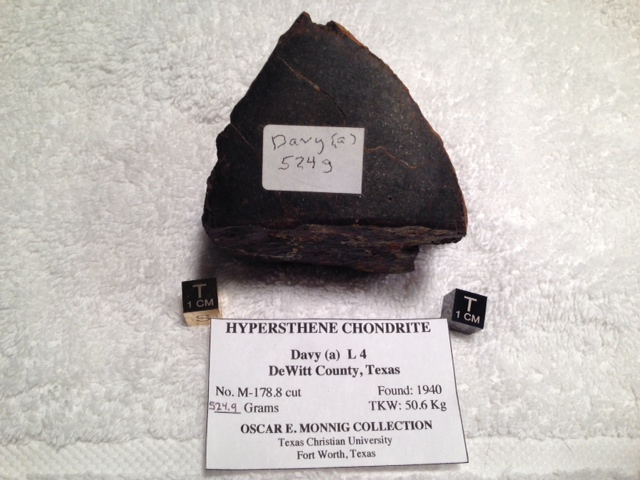 Davy (a)
524 g
T
1 CM
S
T
1 CM
HYPERSTHENE CHONDRITE
Davy (a) L 4
DeWitt County, Texas
No. M-178.8 cut Found: 1940
524.9 Grams TKW: 50.6 Kg
OSCAR E. MONNIG COLLECTION
Texas Christian University
Fort Worth, Texas